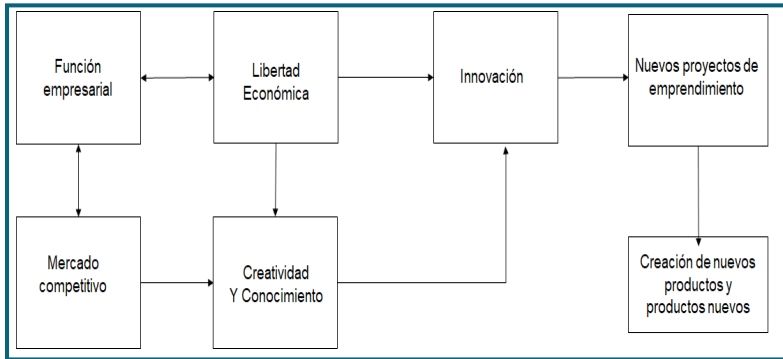 Función
empresarial
Libertad
Económica
Innovación
Nuevos proyectos de
emprendimiento
Mercado
competitivo
Creatividad
Y Conocimiento
Creación de nuevos
productos y
productos nuevos